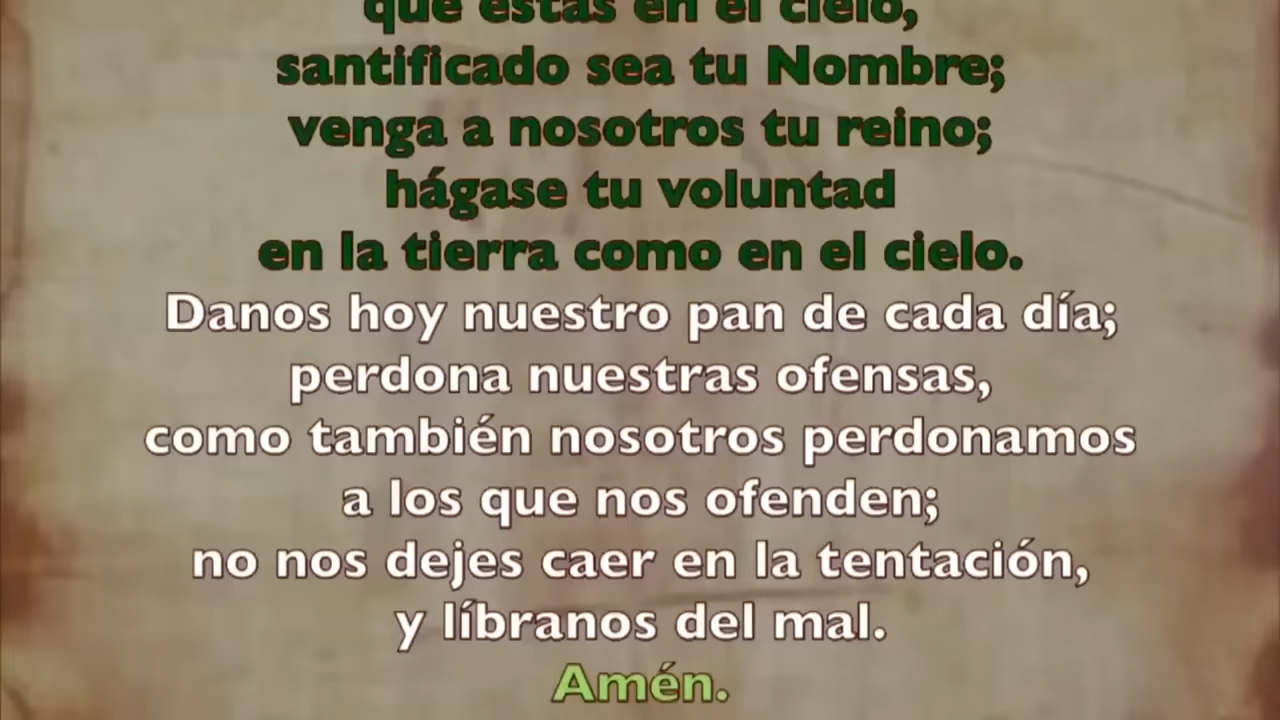 que estás en el cielo,
santificado sea tu Nombre;
venga a nosotros tu reino;
hágase tu voluntad
en la tierra como en el cielo.
Danos hoy nuestro pan de cada día;
perdona nuestras ofensas,
como también nosotros perdonamos
a los que nos ofenden;
no nos dejes caer en la tentación,
y líbranos del mal.
Amén.